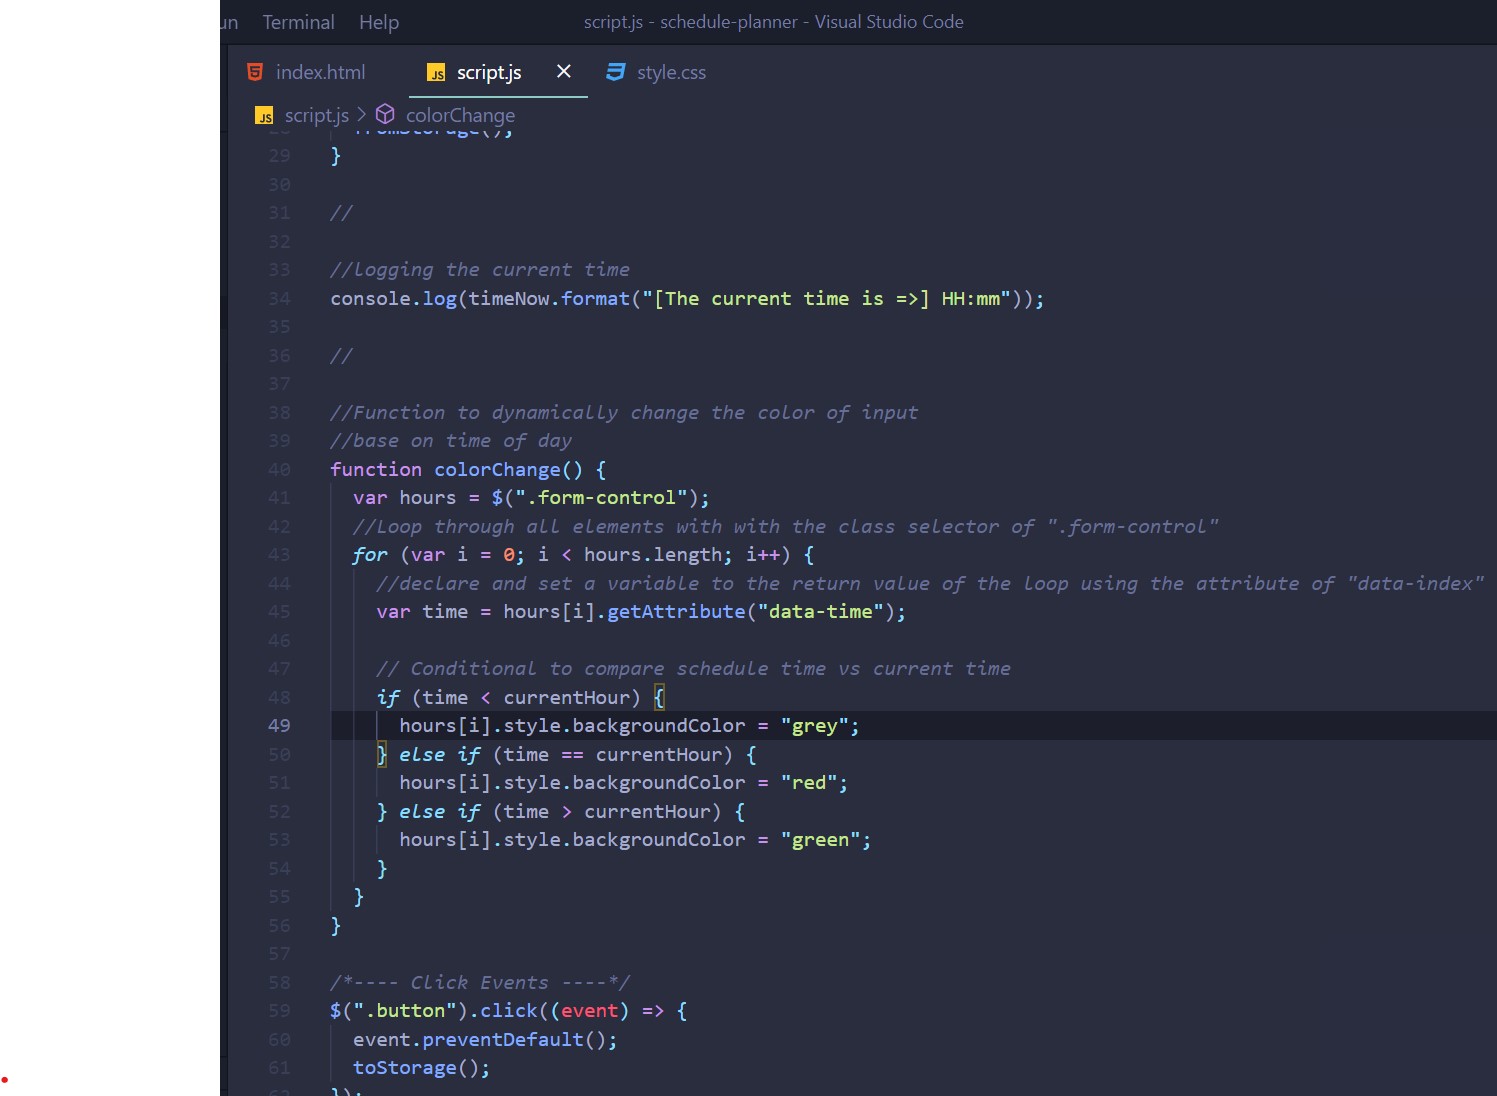 Terminal Help script.js - schedule-planner - Visual Studio Code
index.html script.js style.css
script.js > colorChange
28 fromStorage();
29 }
30
31 //
32
33 //logging the current time
34 console.log(timeNow.format("[The current time is =>] HH:mm"));
35
36 //
37
38 //Function to dynamically change the color of input
39 //base on time of day
40 function colorChange() {
41 var hours = $(".form-control");
42 //Loop through all elements with with the class selector of ".form-control"
43 for (var i = 0; i < hours.length; i++) {
44 //declare and set a variable to the return value of the loop using the attribute of "data-index"
45 var time = hours[i].getAttribute("data-time");
46
47 // Conditional to compare schedule time vs current time
48 if (time < currentHour) {
49 hours[i].style.backgroundColor = "grey";
50 } else if (time == currentHour) {
51 hours[i].style.backgroundColor = "red";
52 } else if (time > currentHour) {
53 hours[i].style.backgroundColor = "green";
54 }
55 }
56 }
57
58 /*---- Click Events ----*/
59 $(".button").click((event) => {
60 event.preventDefault();
61 toStorage();
62 });